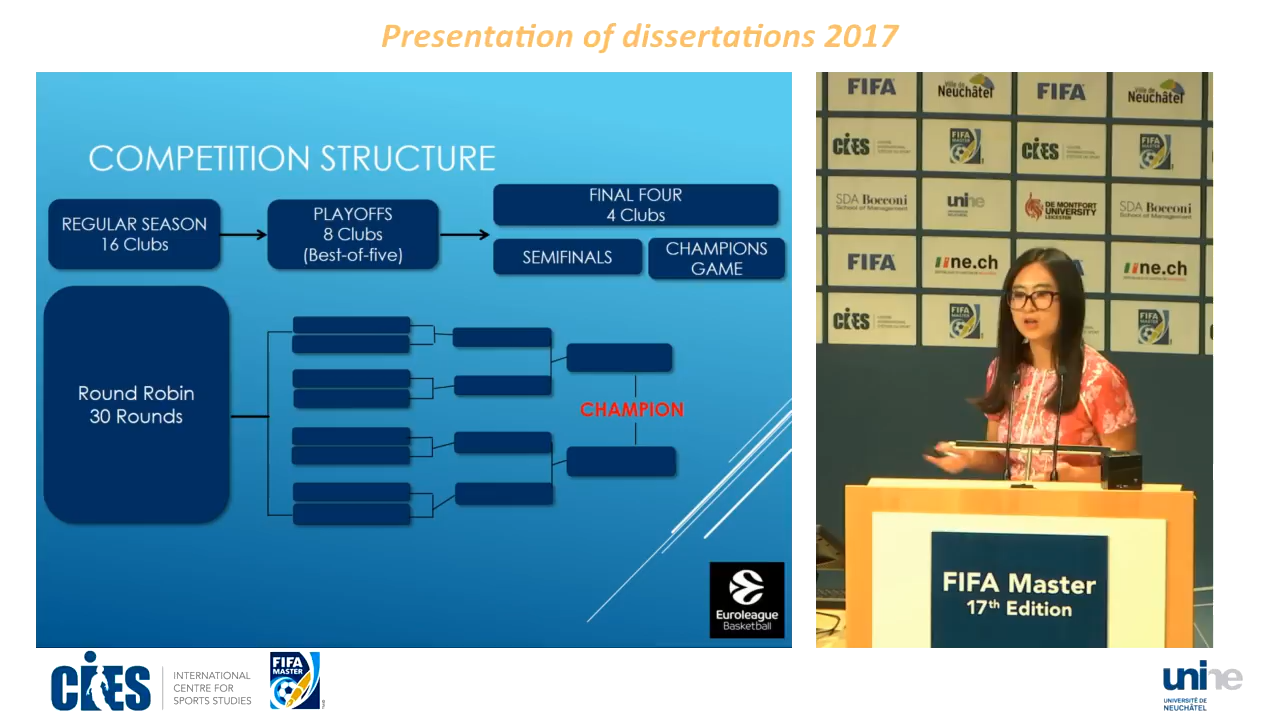 Presentation of dissertations 2017
COMPETITION STRUCTURE
REGULAR SEASON
16 Clubs
PLAYOFFS
8 Clubs
(Best-of-five)
FINAL FOUR
4 Clubs
SEMIFINALS
CHAMPIONS
GAME
Round Robin
30 Rounds
CHAMPION
Euroleague
Basketball
FIFA
Ville de
Neuchâtel
FIFA
Ville de
Neuchâtel
CIES
FIFA
MASTER
CIES
FIFA
MASTER
SDA Bocconi
School of Management
unine
DE MONTFORT
UNIVERSITY
LEICESTER
SDA Bocconi
School of Management
FIFA
ne.ch
ne.ch
CIES
FIFA
MASTER
FIFA
MASTER
FIFA Master
17th Edition
CIES
INTERNATIONAL
CENTRE FOR
SPORTS STUDIES
FIFA
MASTER
unine
UNIVERSITÉ DE
NEUCHÂTEL